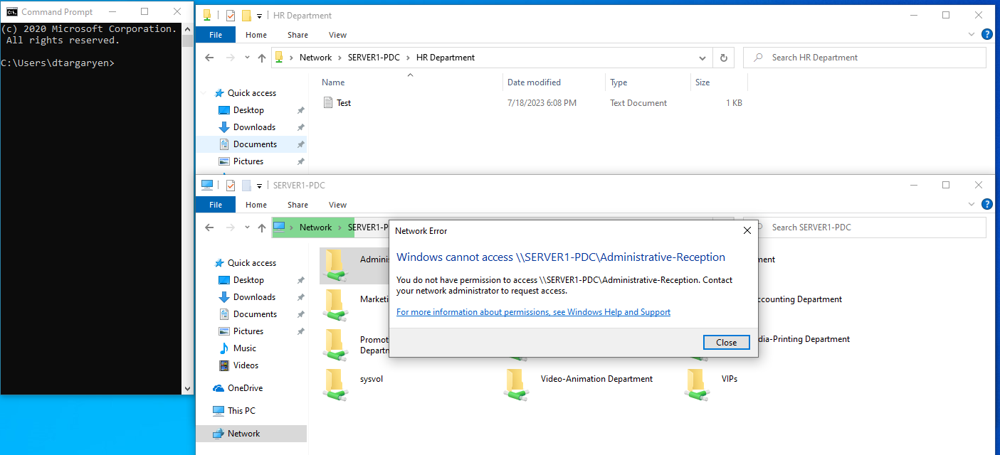 Command Prompt
(c) 2020 Microsoft Corporation.
All rights reserved.
C:\Users\dtargaryen>
HR Department
File Home Share View
Network > SERVER1-PDC > HR Department
Search HR Department
Name Date modified Type Size
Test 7/18/2023 6:08 PM Text Document 1 KB
Quick access
Desktop
Downloads
Documents
Pictures
SERVER1-PDC
File Home Share View
Network > SERVER1-P
Search SERVER1-PDC
Quick access
Desktop
Downloads
Documents
Pictures
Music
Videos
OneDrive
This PC
Network
Adminis
ment
Marketi
ccounting Department
Promot
Departm
dia-Printing Department
sysvol
Video-Animation Department
VIPs
Network Error
Windows cannot access \\SERVER1-PDC\Administrative-Reception
You do not have permission to access \\SERVER1-PDC\Administrative-Reception. Contact
your network administrator to request access.
For more information about permissions, see Windows Help and Support
Close